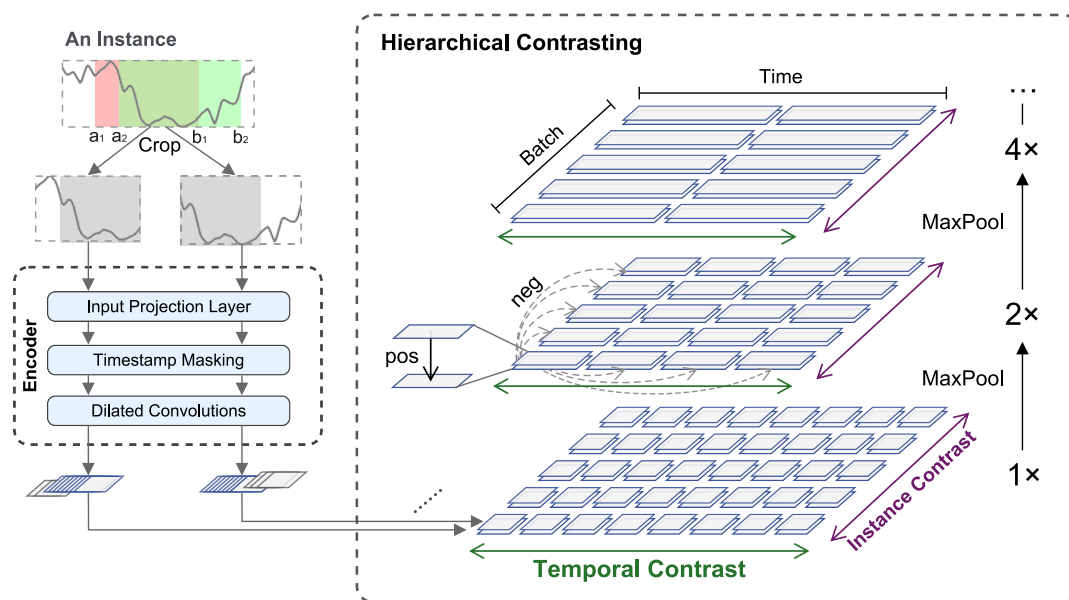 An Instance
a₁ a₂ b₁ b₂
Crop
Encoder
Input Projection Layer
Timestamp Masking
Dilated Convolutions
Hierarchical Contrasting
Time
Batch
...
4×
MaxPool
neg
pos
2×
MaxPool
1×
Instance Contrast
Temporal Contrast